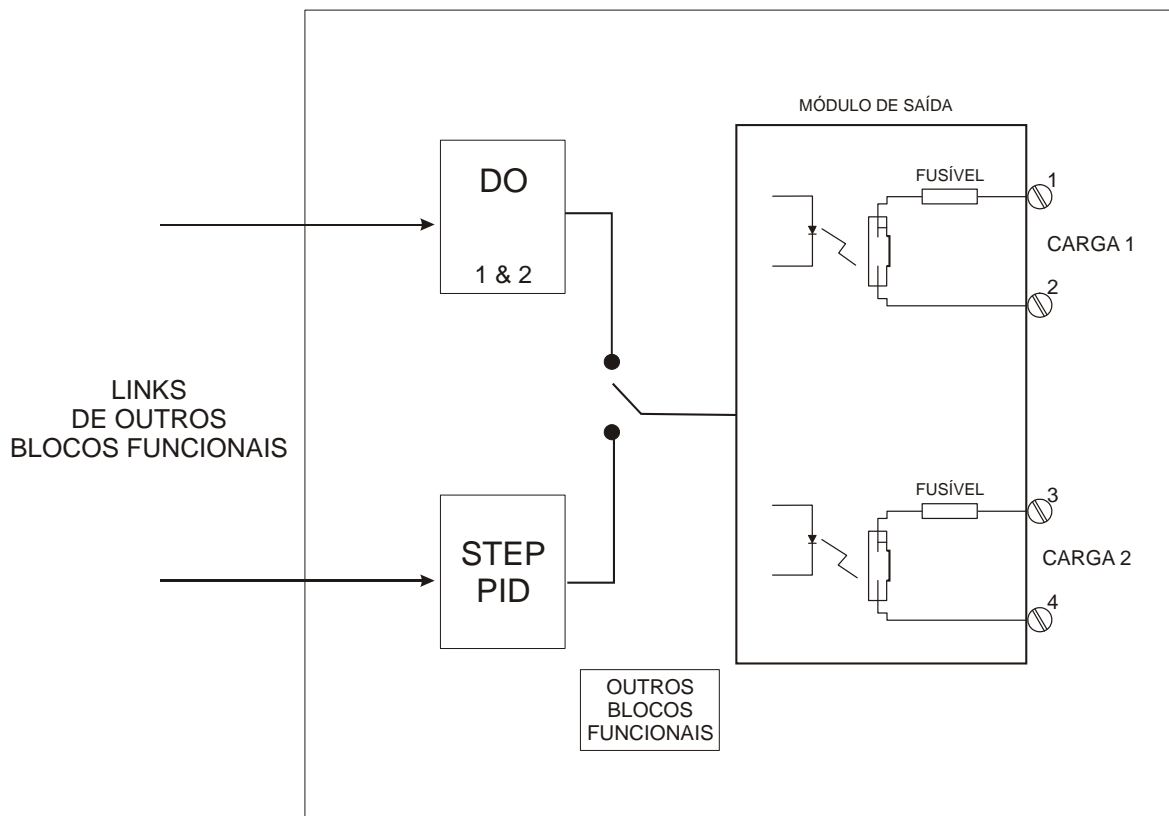 MÓDULO DE SAÍDA
DO
1 & 2
FUSÍVEL
1
CARGA 1
2
LINKS
DE OUTROS
BLOCOS FUNCIONAIS
STEP
PID
FUSÍVEL
3
CARGA 2
4
OUTROS
BLOCOS
FUNCIONAIS